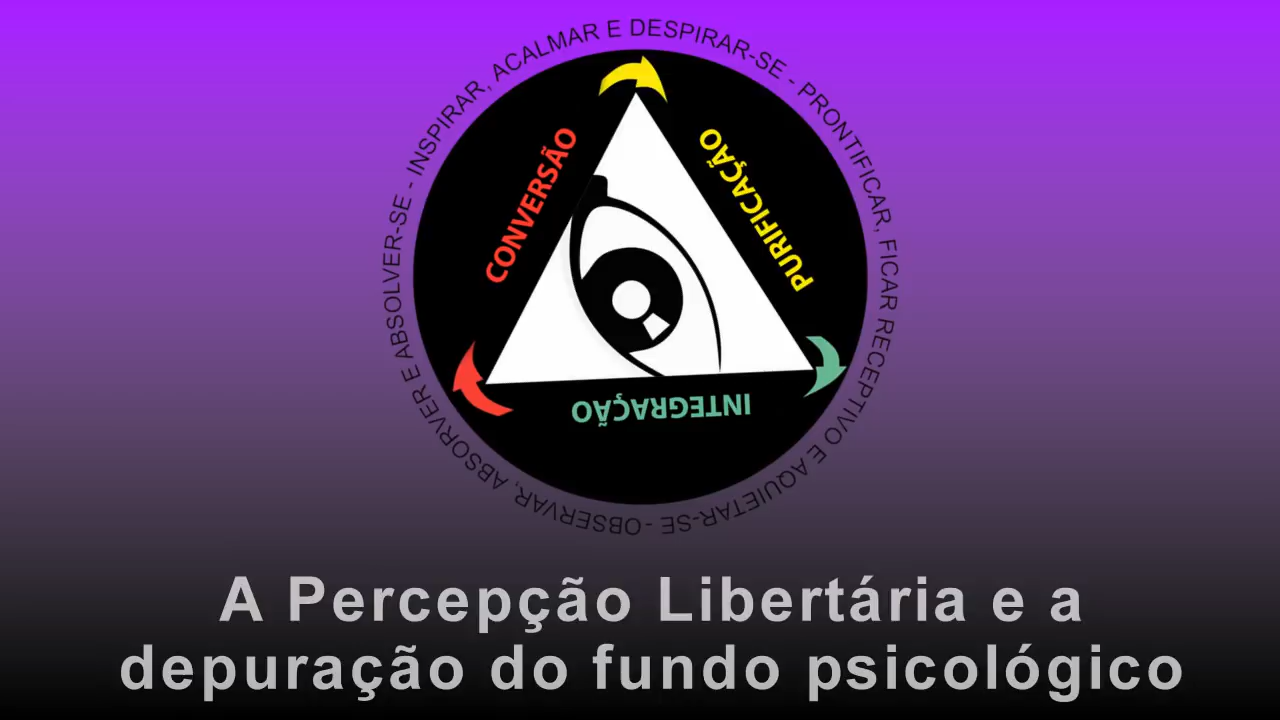 INSPIRAR, ACALMAR E DESPIRAR-SE - PRONTIFICAR, FICAR RECEPTIVO E AQUIETAR-SE - OBSERVAR, ABSORVER E ABSOLVER-SE -
CONVERSÃO
PURIFICAÇÃO
INTEGRAÇÃO
A Percepção Libertária e a
depuração do fundo psicológico